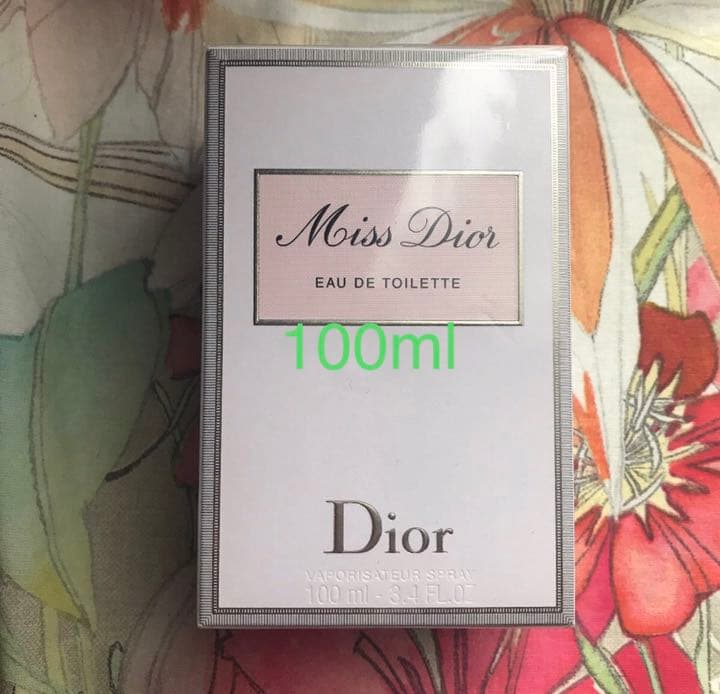 Miss Dior
EAU DE TOILETTE
100ml
Dior
VAPORISATEUR SPRAY
100 ml - 3.4 FL.OZ